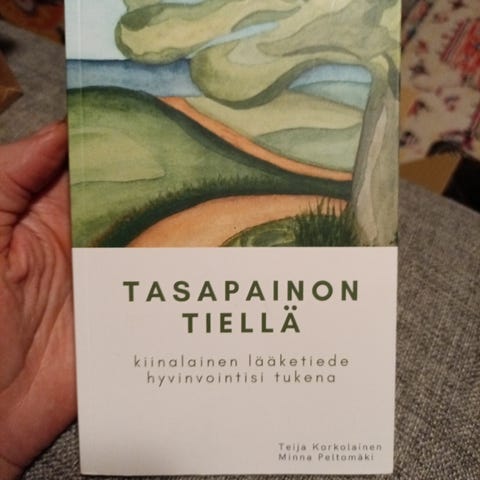 TASAPAINON
TIELLÄ
kiinalainen lääketiede
hyvinvointisi tukena
Teija Korkolainen
Minna Peltomäki